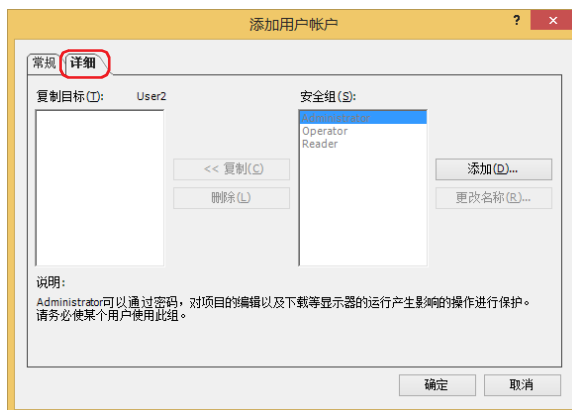 添加用户帐户
?
×
常规
详细
复制目标(T): User2
安全组(S):
Administrator
Operator
Reader
<< 复制(C)
添加(D)...
删除(L)
更改名称(R)...
说明:
Administrator可以通过密码，对项目的编辑以及下载等显示器的运行产生影响的操作进行保护。
请务必使某个用户使用此组。
确定
取消